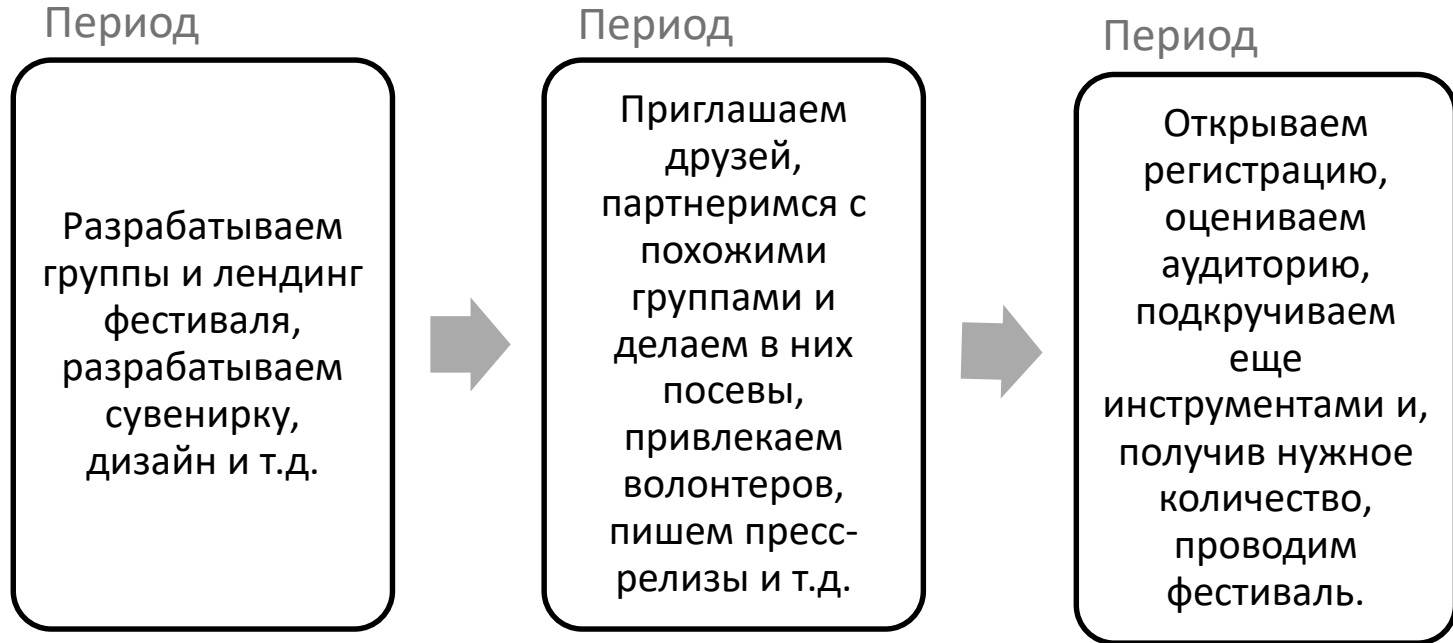 Период
Разрабатываем
группы и лендинг
фестиваля,
разрабатываем
сувенирку,
дизайн и т.д.
Период
Приглашаем
друзей,
партнеримся с
похожими
группами и
делаем в них
посевы,
привлекаем
волонтеров,
пишем пресс-
релизы и т.д.
Период
Открываем
регистрацию,
оцениваем
аудиторию,
подкручиваем
еще
инструментами и,
получив нужное
количество,
проводим
фестиваль.